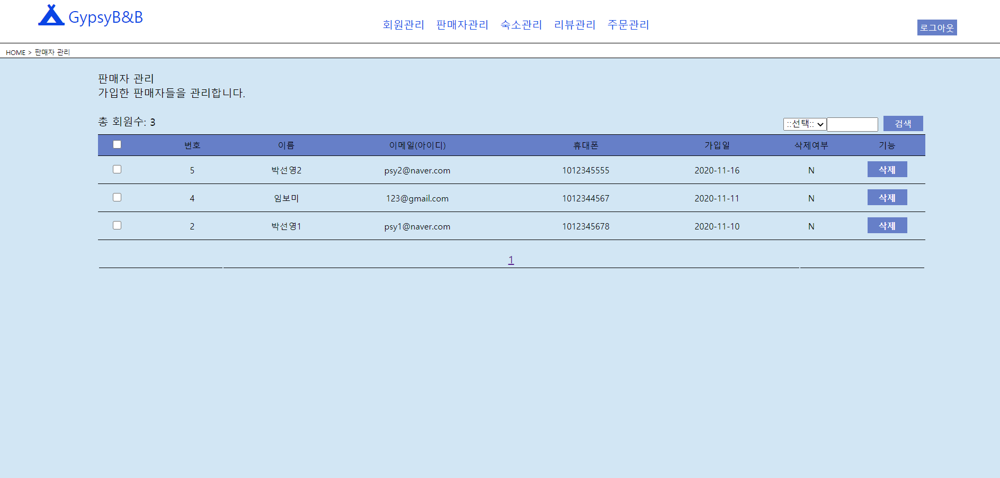 GypsyB&B
회원관리 판매자관리 숙소관리 리뷰관리 주문관리
로그아웃
HOME > 판매자 관리
판매자 관리
가입한 판매자들을 관리합니다.
총 회원수: 3
::선택:: 검색
번호 이름 이메일(아이디) 휴대폰 가입일 삭제여부 기능
5 박선영2 psy2@naver.com 1012345555 2020-11-16 N 삭제
4 임보미 123@gmail.com 1012344567 2020-11-11 N 삭제
2 박선영1 psy1@naver.com 1012345678 2020-11-10 N 삭제
1